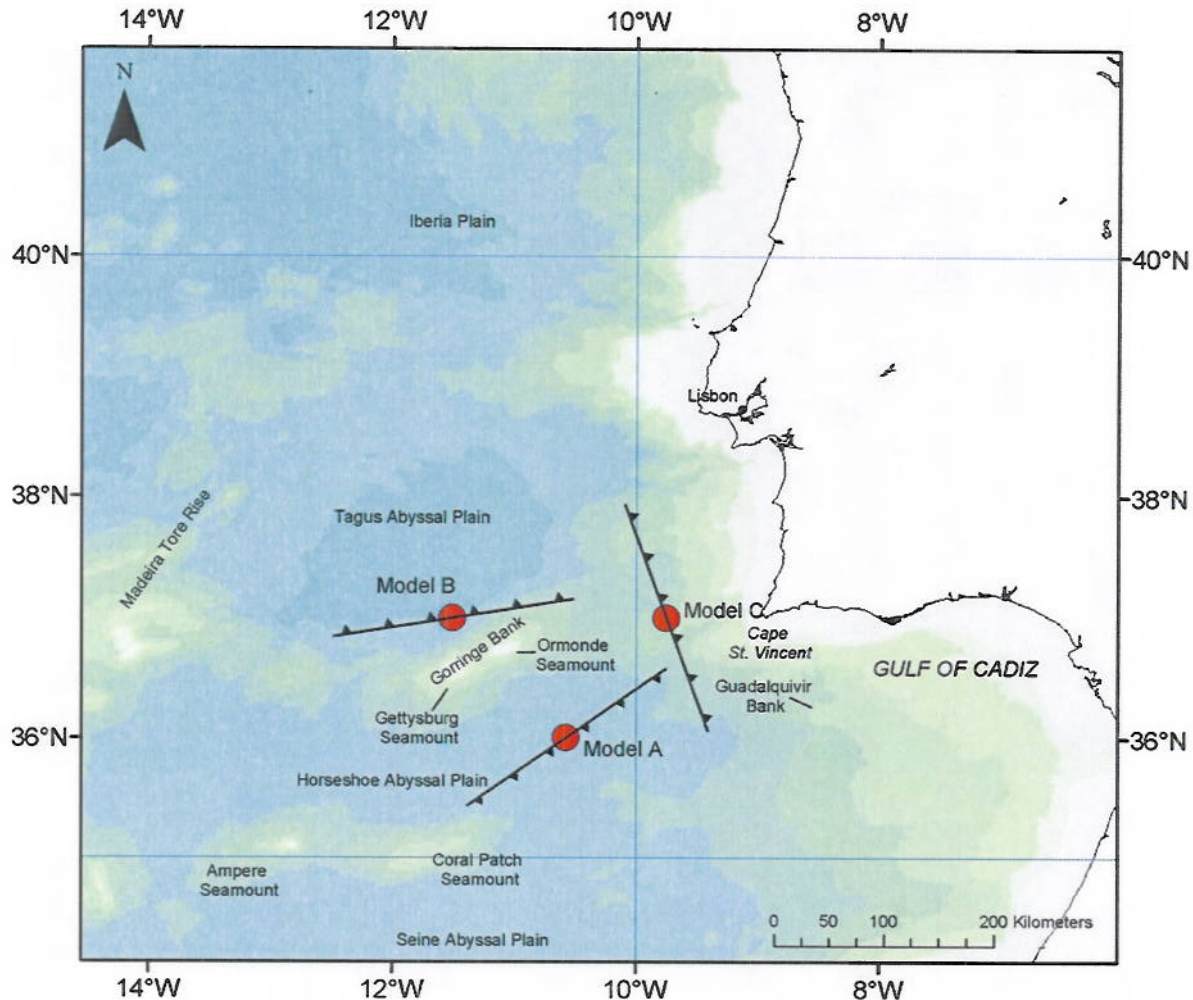 14°W 12°W 10°W 8°W
N
Iberia Plain
40°N 40°N
Lisbon
38°N 38°N
Madeira Tore Rise
Tagus Abyssal Plain
Model B
Model C
Cape
St. Vincent
Gorringe Bank
Ormonde
Seamount
GULF OF CADIZ
Guadalquivir
Bank
Gettysburg
Seamount
36°N 36°N
Model A
Horseshoe Abyssal Plain
Coral Patch
Seamount
Ampere
Seamount
0 50 100 200 Kilometers
Seine Abyssal Plain
14°W 12°W 10°W 8°W